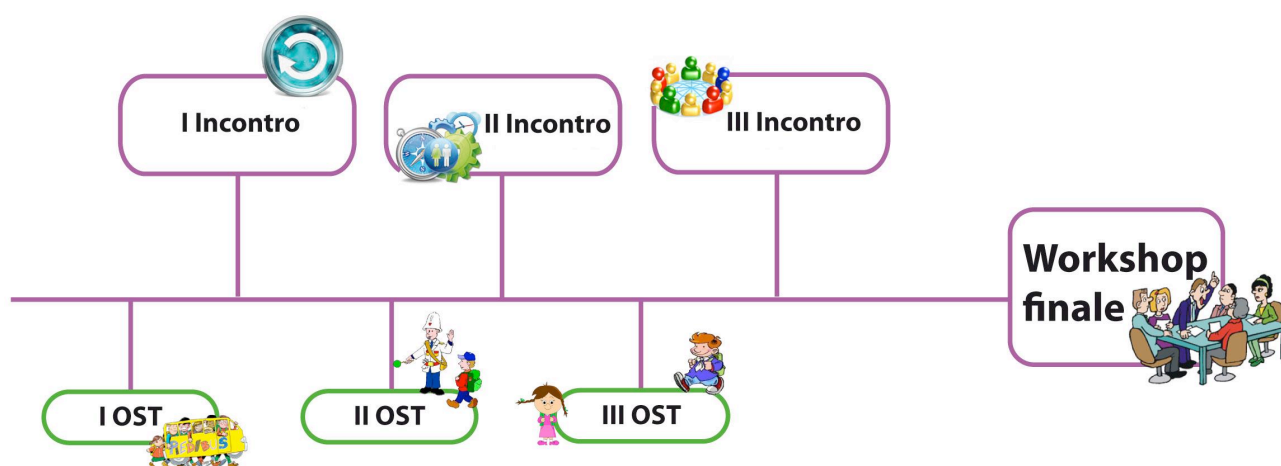 I Incontro
II Incontro
III Incontro
Workshop
finale
I OST
II OST
III OST